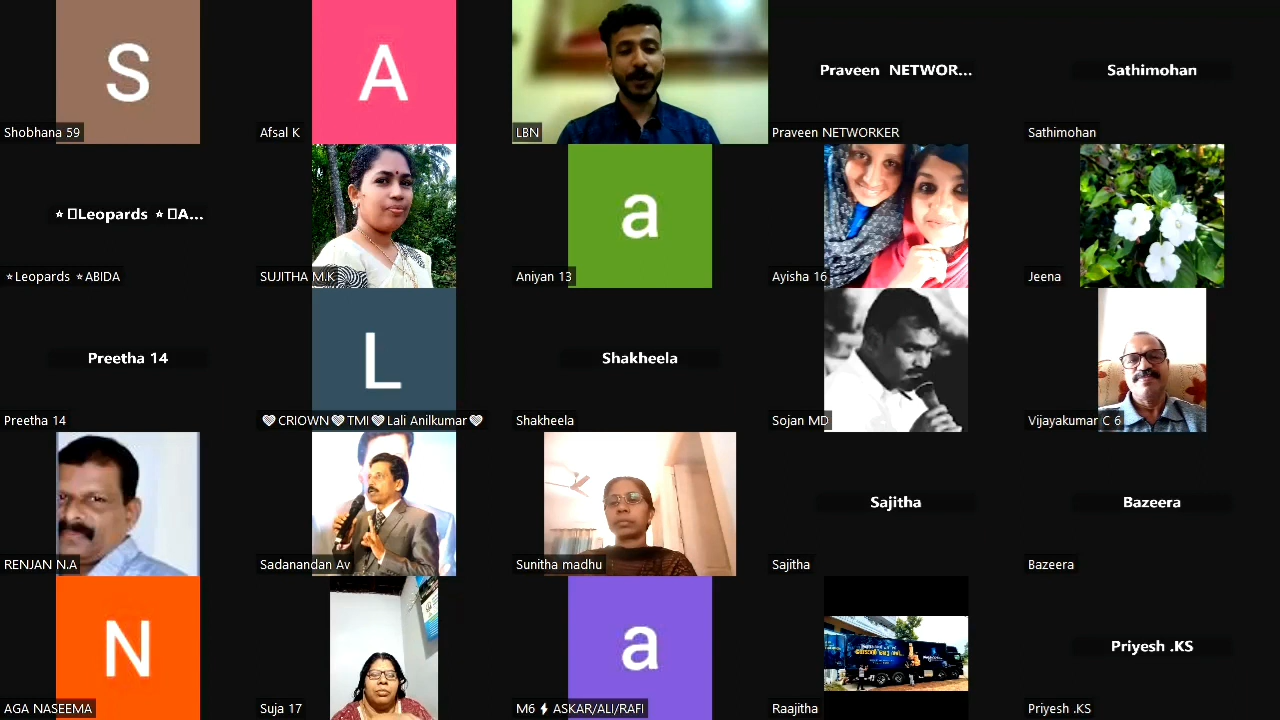 S
Shobhana 59
A
Afsal K
LBN
Praveen NETWOR...
Praveen NETWORKER
Sathimohan
Sathimohan
⭑▯Leopards ⭑▯A...
⭑Leopards ⭑ABIDA
SUJITHA M.K
a
Aniyan 13
Ayisha 16
Jeena
Preetha 14
Preetha 14
L
🤍CRIOWN🤍TMI🤍Lali Anilkumar🤍
Shakheela
Shakheela
Sojan MD
Vijayakumar C 6
RENJAN N.A
Sadanandan Av
Sunitha madhu
Sajitha
Sajitha
Bazeera
Bazeera
N
AGA NASEEMA
Suja 17
a
M6⚡ASKAR/ALI/RAFI
Raajitha
Priyesh .KS
Priyesh .KS